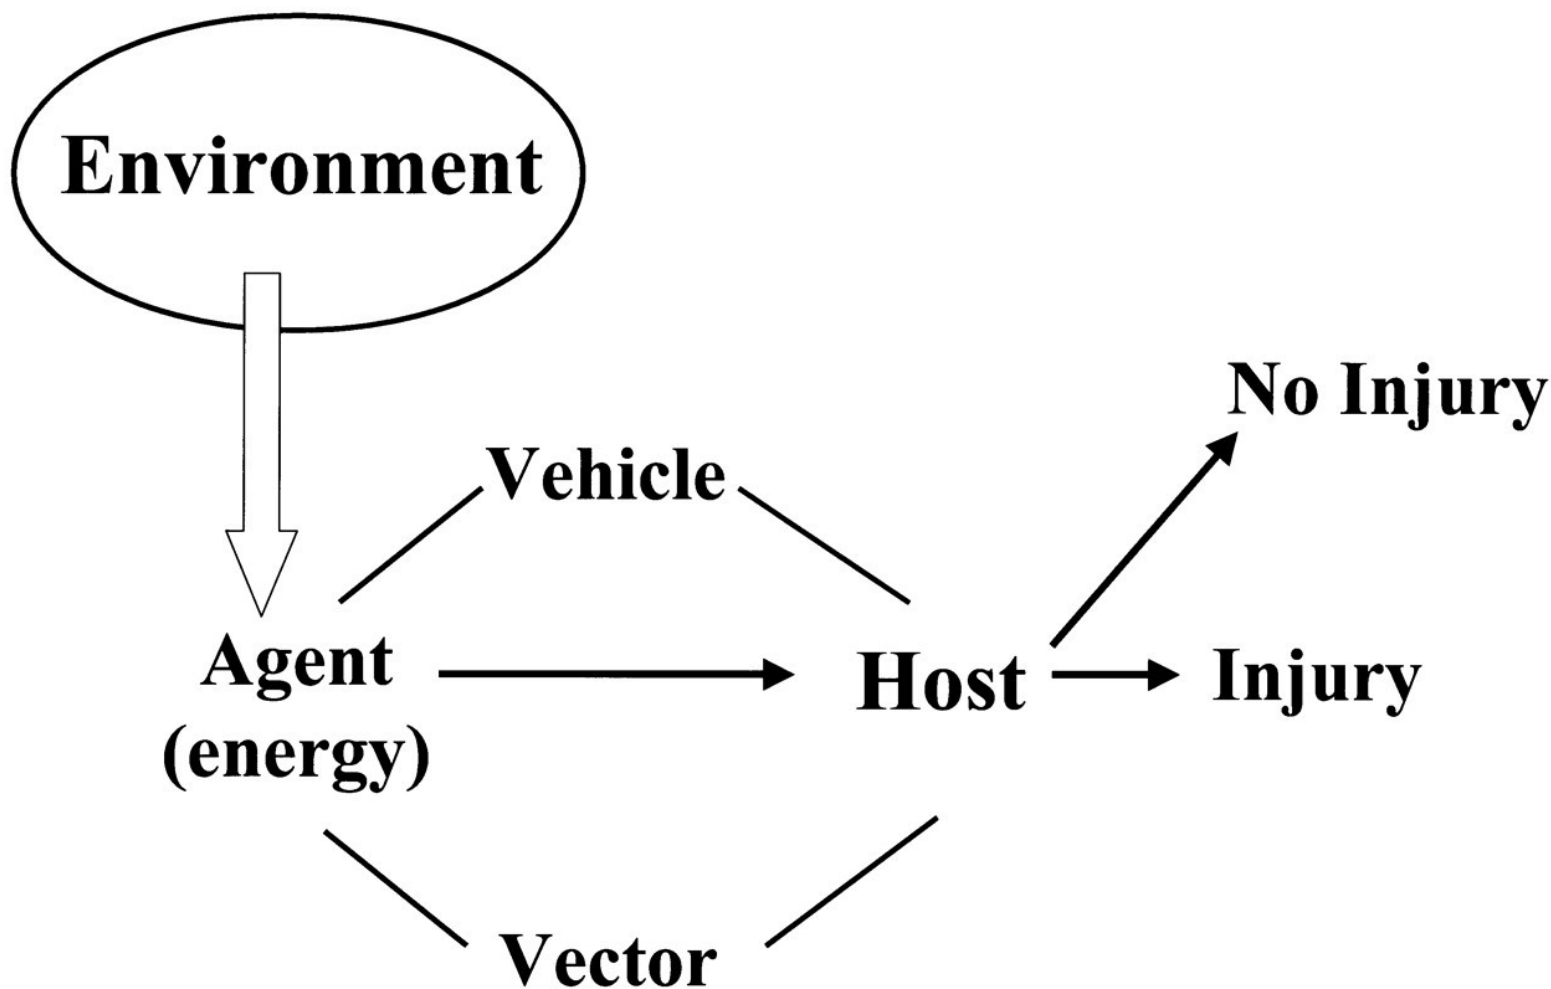 Environment
No Injury
Vehicle
Agent
(energy)
Host
Injury
Vector